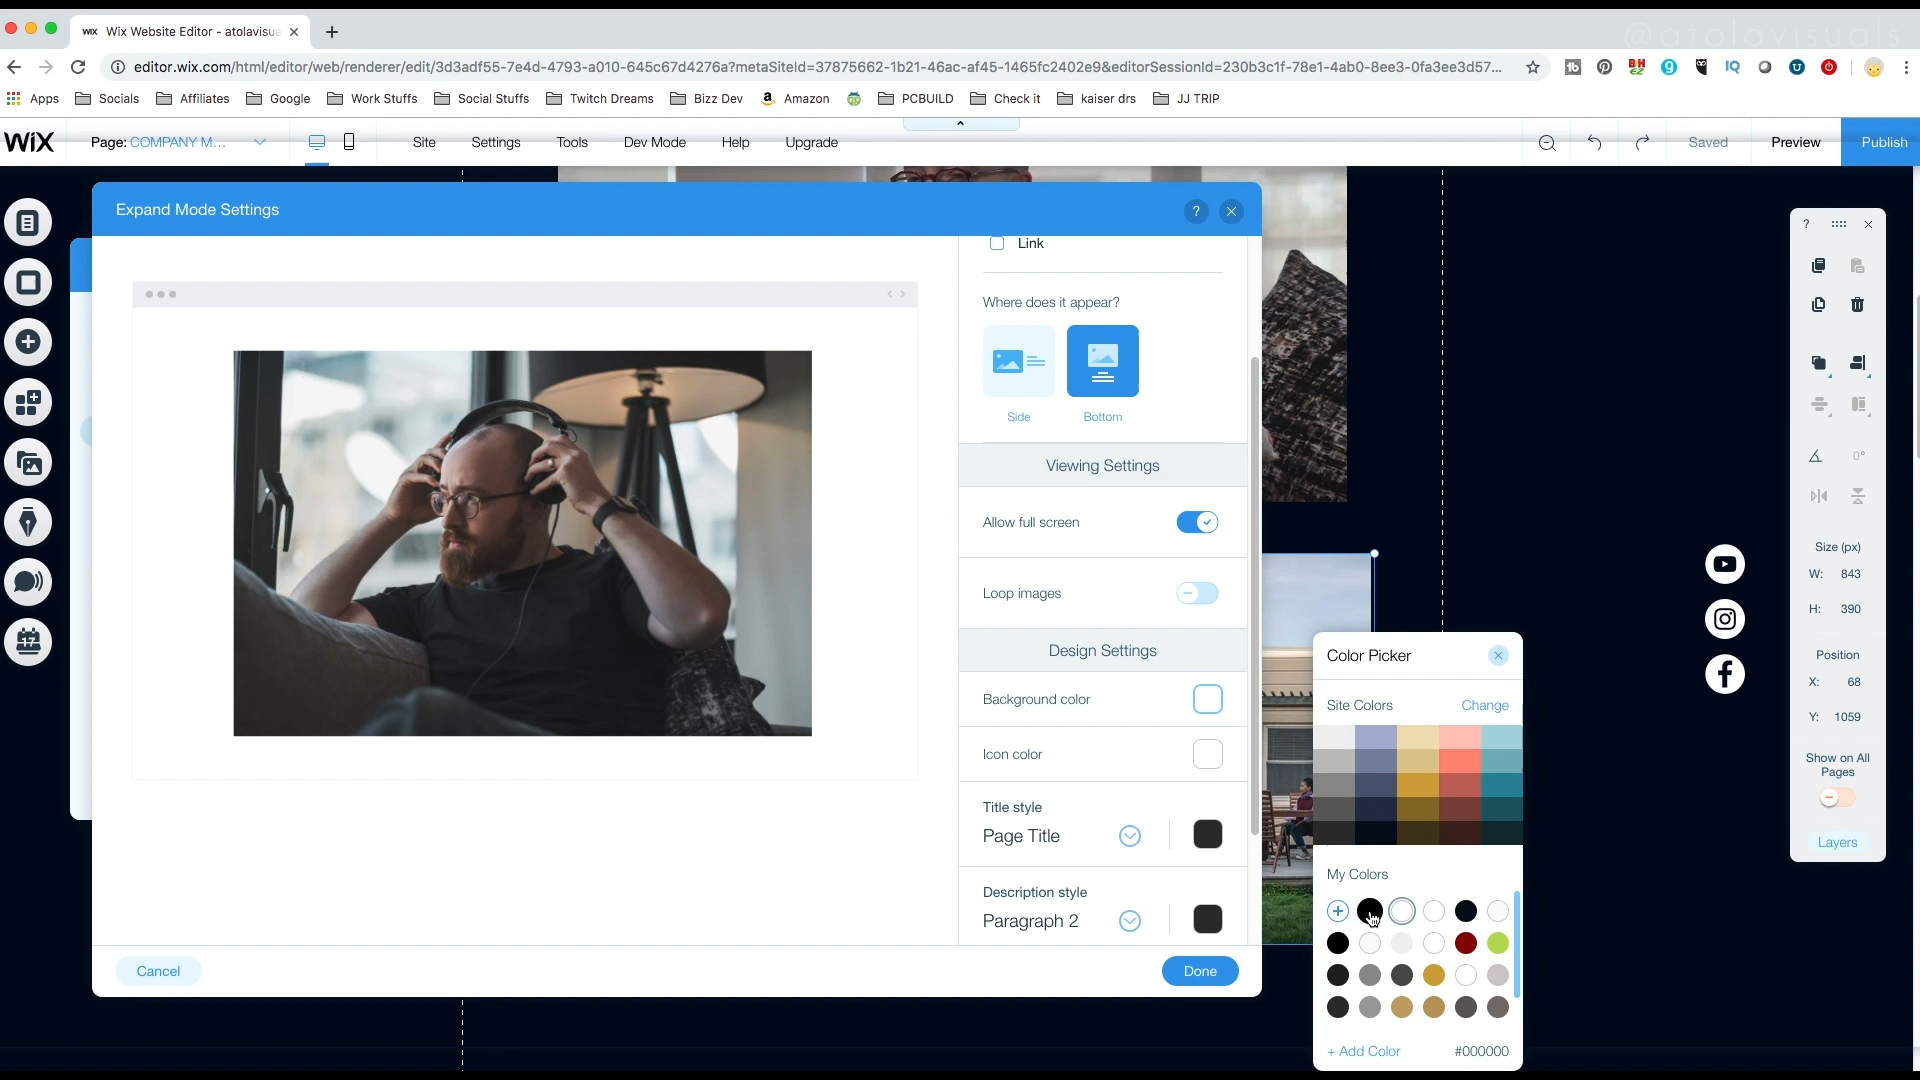 @atolavisuals
WiX Wix Website Editor - atolavisua
editor.wix.com/html/editor/web/renderer/edit/3d3adf55-7e4d-4793-a010-645c67d4276a?metaSiteId=37875662-1b21-46ac-af45-1465fc2402e9&editorSessionId=230b3c1f-78e1-4ab0-8ee3-0fa3ee3d57...
Apps Socials Affiliates Google Work Stuffs Social Stuffs Twitch Dreams Bizz Dev Amazon PCBUILD Check it kaiser drs JJ TRIP
WiX Page: COMPANY M... Site Settings Tools Dev Mode Help Upgrade Saved Preview Publish
Expand Mode Settings ?
Link
Where does it appear?
Side Bottom
Viewing Settings
Allow full screen
Loop images
Design Settings
Background color
Icon color
Title style
Page Title
Description style
Paragraph 2
Cancel Done
Color Picker
Site Colors Change
My Colors
+ Add Color #000000
?
0°
Size (px)
W: 843
H: 390
Position
X: 68
Y: 1059
Show on All
Pages
Layers
17